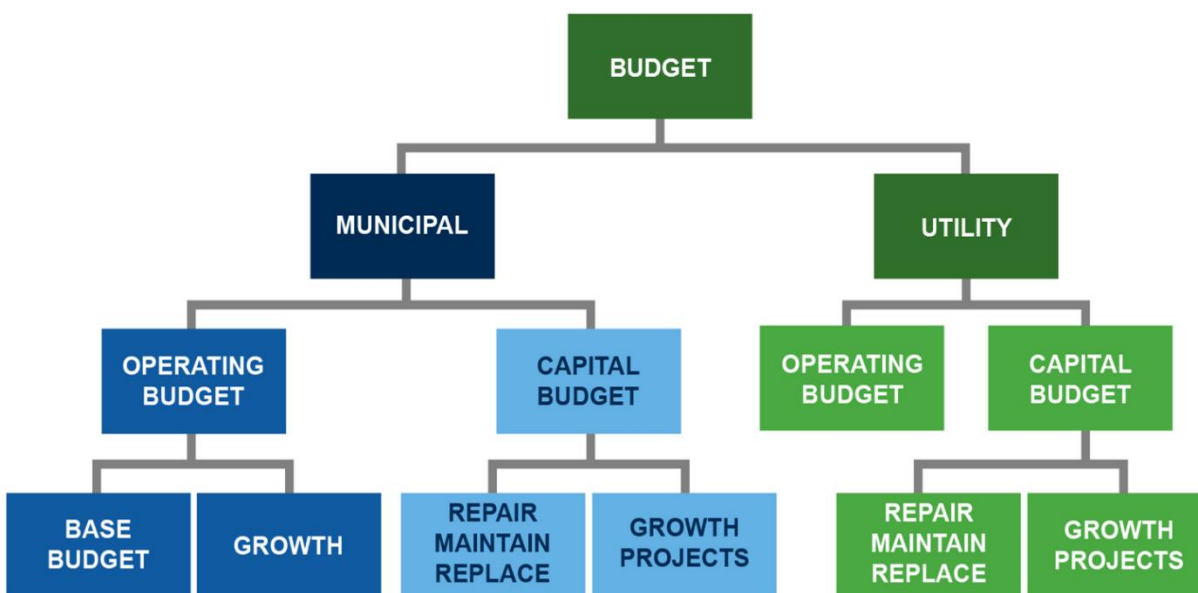 BUDGET
MUNICIPAL
UTILITY
OPERATING
BUDGET
CAPITAL
BUDGET
OPERATING
BUDGET
CAPITAL
BUDGET
BASE
BUDGET
GROWTH
REPAIR
MAINTAIN
REPLACE
GROWTH
PROJECTS
REPAIR
MAINTAIN
REPLACE
GROWTH
PROJECTS